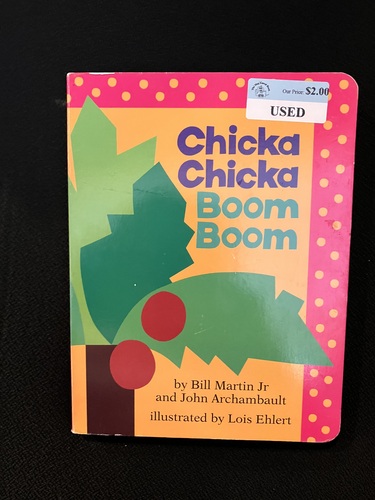 Our Price: $2.00
USED
Chicka
Chicka
Boom
Boom
by Bill Martin Jr
and John Archambault
illustrated by Lois Ehlert